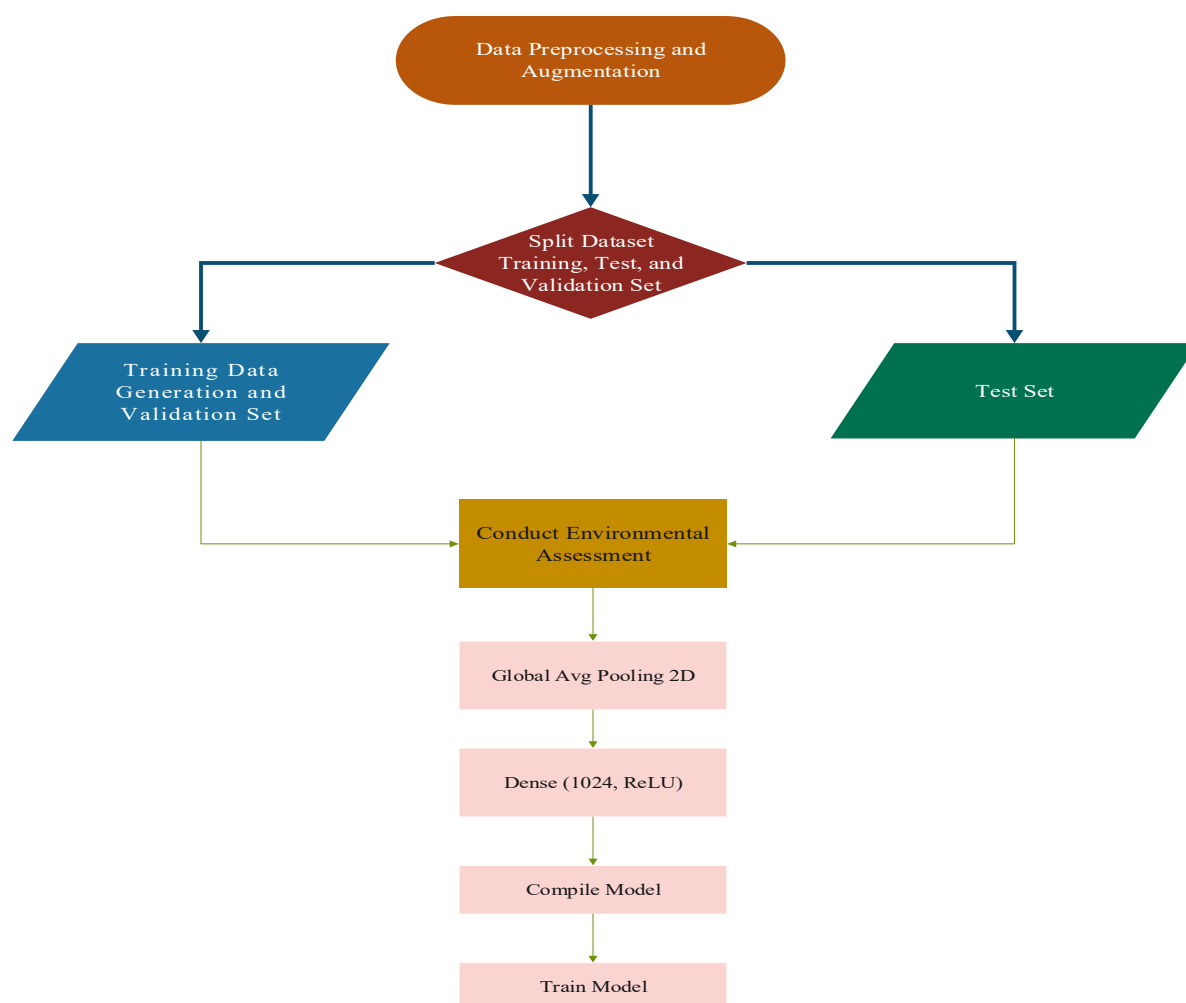 Data Preprocessing and
Augmentation
Split Dataset
Training, Test, and
Validation Set
Training Data
Generation and
Validation Set
Test Set
Conduct Environmental
Assessment
Global Avg Pooling 2D
Dense (1024, ReLU)
Compile Model
Train Model